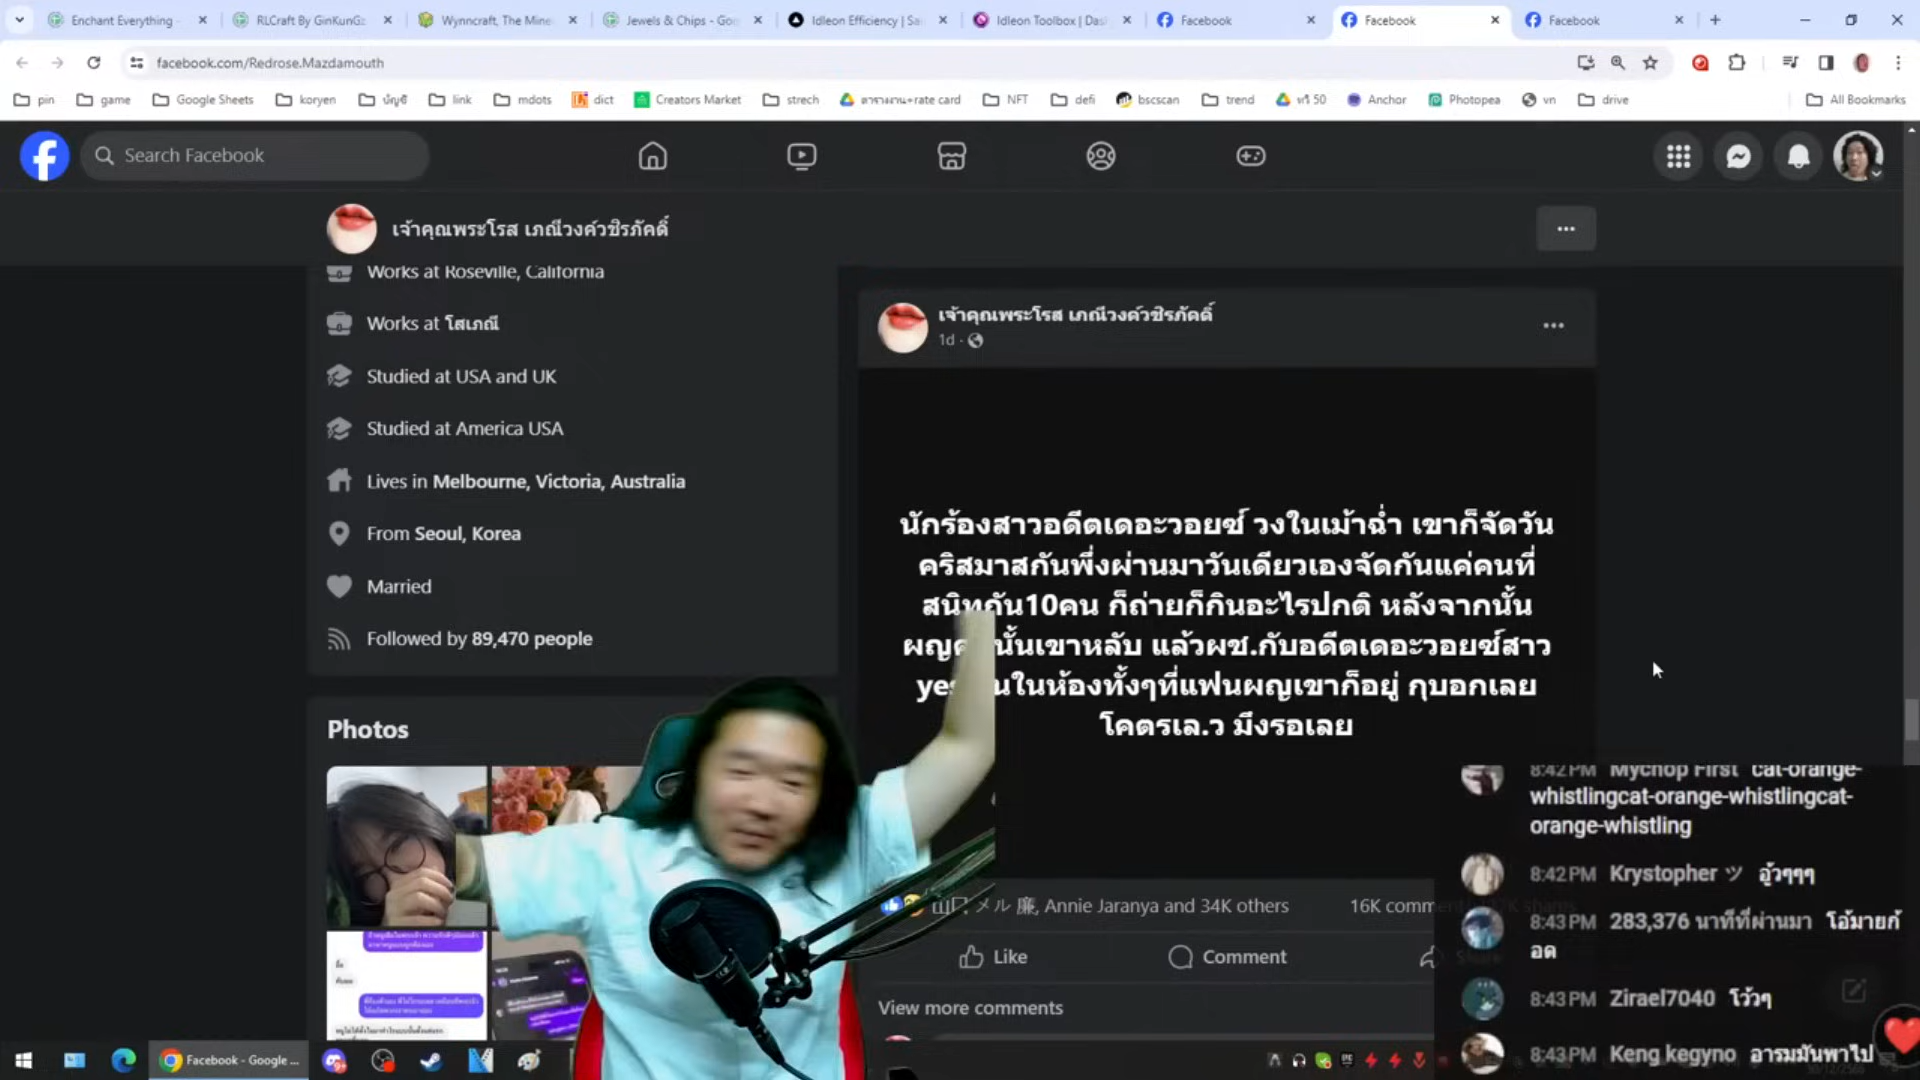 Enchant Everything -
RLCraft By GinKunGz
Wynncraft, The Mine
Jewels & Chips - Goo
Idleon Efficiency | Sa
Idleon Toolbox | Das
Facebook
Facebook
Facebook
facebook.com/Redrose.Mazdamouth
pin
game
Google Sheets
koryen
บัญชี
link
mdots
dict
Creators Market
strech
ตารางงาน+rate card
NFT
defi
bscscan
trend
ทวิ 50
Anchor
Photopea
vn
drive
All Bookmarks
Search Facebook
เจ้าคุณพระโรส เภณีวงค์วชิรภัคดิ์
Works at Roseville, California
Works at โสเภณี
Studied at USA and UK
Studied at America USA
Lives in Melbourne, Victoria, Australia
From Seoul, Korea
Married
Followed by 89,470 people
Photos
เจ้าคุณพระโรส เภณีวงค์วชิรภัคดิ์
1d
นักร้องสาวอดีตเดอะวอยซ์ วงในเม้าฉ่ำ เขาก็จัดวัน
คริสมาสกันพึ่งผ่านมาวันเดียวเองจัดกันแค่คนที่
สนิทกัน10คน ก็ถ่ายก็กินอะไรปกติ หลังจากนั้น
ผญ นั้นเขาหลับ แล้วผช.กับอดีตเดอะวอยซ์สาว
ในห้องทั้งๆที่แฟนผญเขาก็อยู่ กุบอกเลย
โคตรเล.ว มึงรอเลย
Annie Jaranya and 34K others
16K comm
Like
Comment
Share
View more comments
8:42PM Mychop First cat-orange-
whistlingcat-orange-whistlingcat-
orange-whistling
8:42PM Krystopher ツ อู้วๆๆๆ
8:43PM 283,376 นาทีที่ผ่านมา โอ้มายก้
อด
8:43PM Zirael7040 โว้วๆ
8:43PM Keng kegyno อารมมันพาไป
Facebook - Google ...